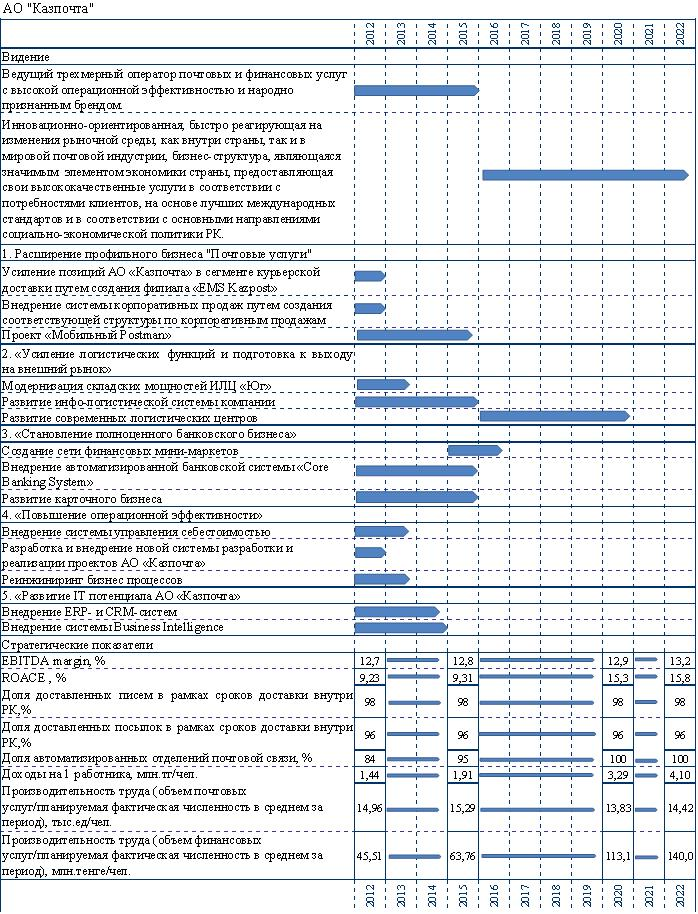 АО "Казпочта"
2012 2013 2014 2015 2016 2017 2018 2019 2020 2021 2022
Видение
Ведущий трехмерный оператор почтовых и финансовых услуг
с высокой операционной эффективностью и народно
признанным брендом.
Инновационно-ориентированная, быстро реагирующая на
изменения рыночной среды, как внутри страны, так и в
мировой почтовой индустрии, бизнес-структура, являющаяся
значимым элементом экономики страны, предоставляющая
свои высококачественные услуги в соответствии с
потребностями клиентов, на основе лучших международных
стандартов и в соответствии с основными направлениями
социально-экономической политики РК.
1. Расширение профильного бизнеса "Почтовые услуги"
Усиление позиций АО «Казпочта» в сегменте курьерской
доставки путем создания филиала «EMS Kazpost»
Внедрение системы корпоративных продаж путем создания
соответствующей структуры по корпоративным продажам
Проект «Мобильный Postman»
2. «Усиление логистических функций и подготовка к выходу
на внешний рынок»
Модернизация складских мощностей ИЛЦ «Юг»
Развитие инфо-логистической системы компании
Развитие современных логистических центров
3. «Становление полноценного банковского бизнеса»
Создание сети финансовых мини-маркетов
Внедрение автоматизированной банковской системы «Core
Banking System»
Развитие карточного бизнеса
4. «Повышение операционной эффективности»
Внедрение системы управления себестоимостью
Разработка и внедрение новой системы разработки и
реализации проектов АО «Казпочта»
Реинжиниринг бизнес процессов
5. «Развитие IT потенциала АО «Казпочта»
Внедрение ERP- и CRM-систем
Внедрение системы Business Intelligence
Стратегические показатели
EBITDA margin, % 12,7 12,8 12,9 13,2
ROACE , % 9,23 9,31 15,3 15,8
Доля доставленных писем в рамках сроков доставки внутри
РК,% 98 98 98 98
Доля доставленных посылок в рамках сроков доставки внутри
РК,% 96 96 96 96
Доля автоматизированных отделений почтовой связи, % 84 95 100 100
Доходы на 1 работника, млн.тг/чел. 1,44 1,91 3,29 4,10
Производительность труда (объем почтовых
услуг/планируемая фактическая численность в среднем за 14,96 15,29 13,83 14,42
период), тыс.ед/чел.
Производительность труда (объем финансовых
услуг/планируемая фактическая численность в среднем за 45,51 63,76 113,1 140,0
период), млн.тенге/чел.
2012 2013 2014 2015 2016 2017 2018 2019 2020 2021 2022